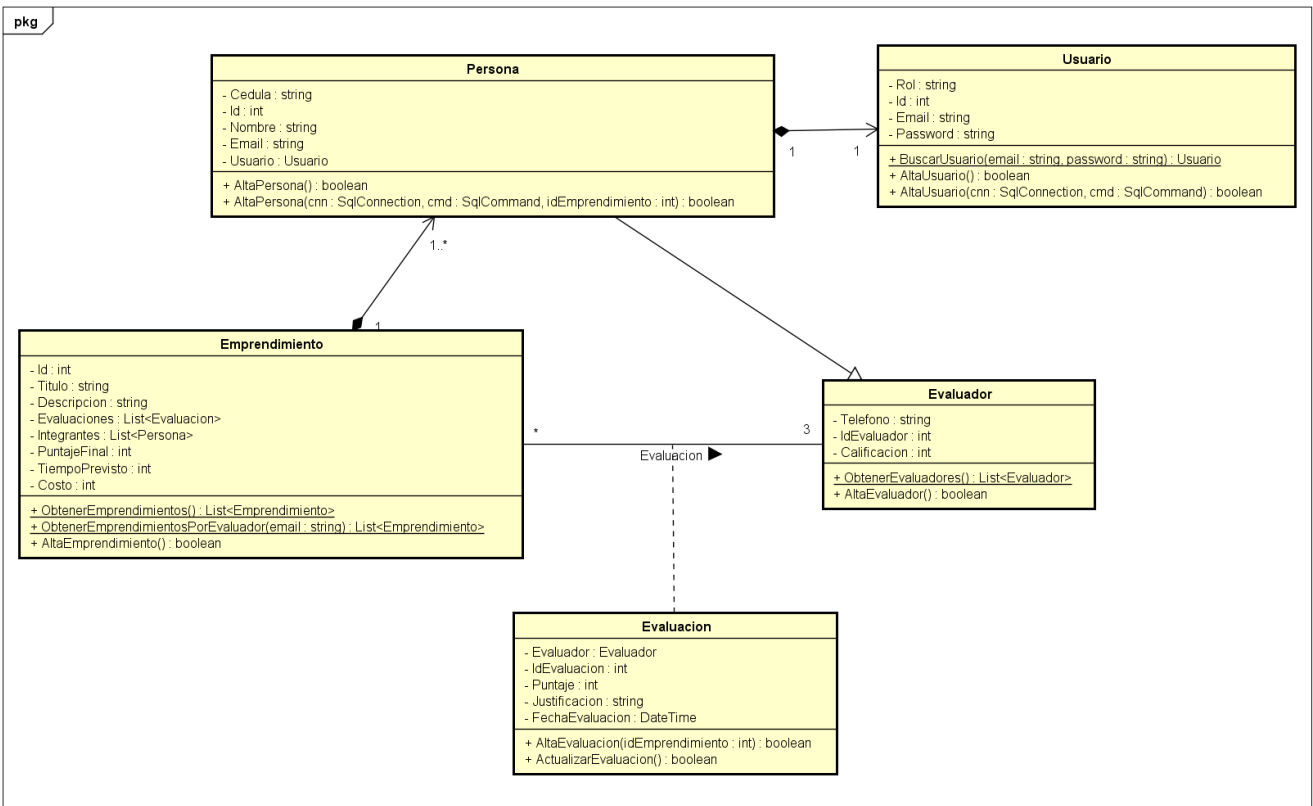 pkg
Persona
- Cedula : string
- Id : int
- Nombre : string
- Email : string
- Usuario : Usuario
+ AltaPersona() : boolean
+ AltaPersona(cnn : SqlConnection, cmd : SqlCommand, idEmprendimiento : int) : boolean
Usuario
- Rol : string
- Id : int
- Email : string
- Password : string
+ BuscarUsuario(email : string, password : string) : Usuario
+ AltaUsuario() : boolean
+ AltaUsuario(cnn : SqlConnection, cmd : SqlCommand) : boolean
1
1
1..*
1
Emprendimiento
- Id : int
- Titulo : string
- Descripcion : string
- Evaluaciones : List<Evaluacion>
- Integrantes : List<Persona>
- PuntajeFinal : int
- TiempoPrevisto : int
- Costo : int
+ ObtenerEmprendimientos() : List<Emprendimiento>
+ ObtenerEmprendimientosPorEvaluador(email : string) : List<Emprendimiento>
+ AltaEmprendimiento() : boolean
*
3
Evaluacion
Evaluador
- Telefono : string
- IdEvaluador : int
- Calificacion : int
+ ObtenerEvaluadores() : List<Evaluador>
+ AltaEvaluador() : boolean
Evaluacion
- Evaluador : Evaluador
- IdEvaluacion : int
- Puntaje : int
- Justificacion : string
- FechaEvaluacion : DateTime
+ AltaEvaluacion(idEmprendimiento : int) : boolean
+ ActualizarEvaluacion() : boolean